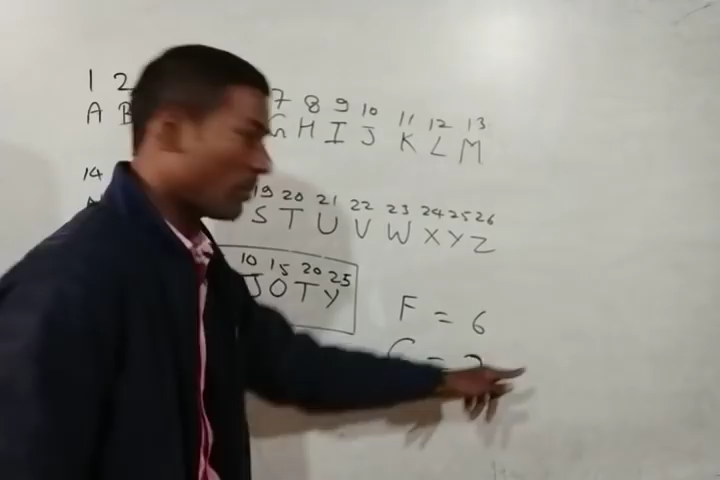 1 2 7 8 9 10 11 12 13
A B G H I J K L M
14 19 20 21 22 23 24 25 26
S T U V W X Y Z
10 15 20 25
J O T Y
F = 6
=